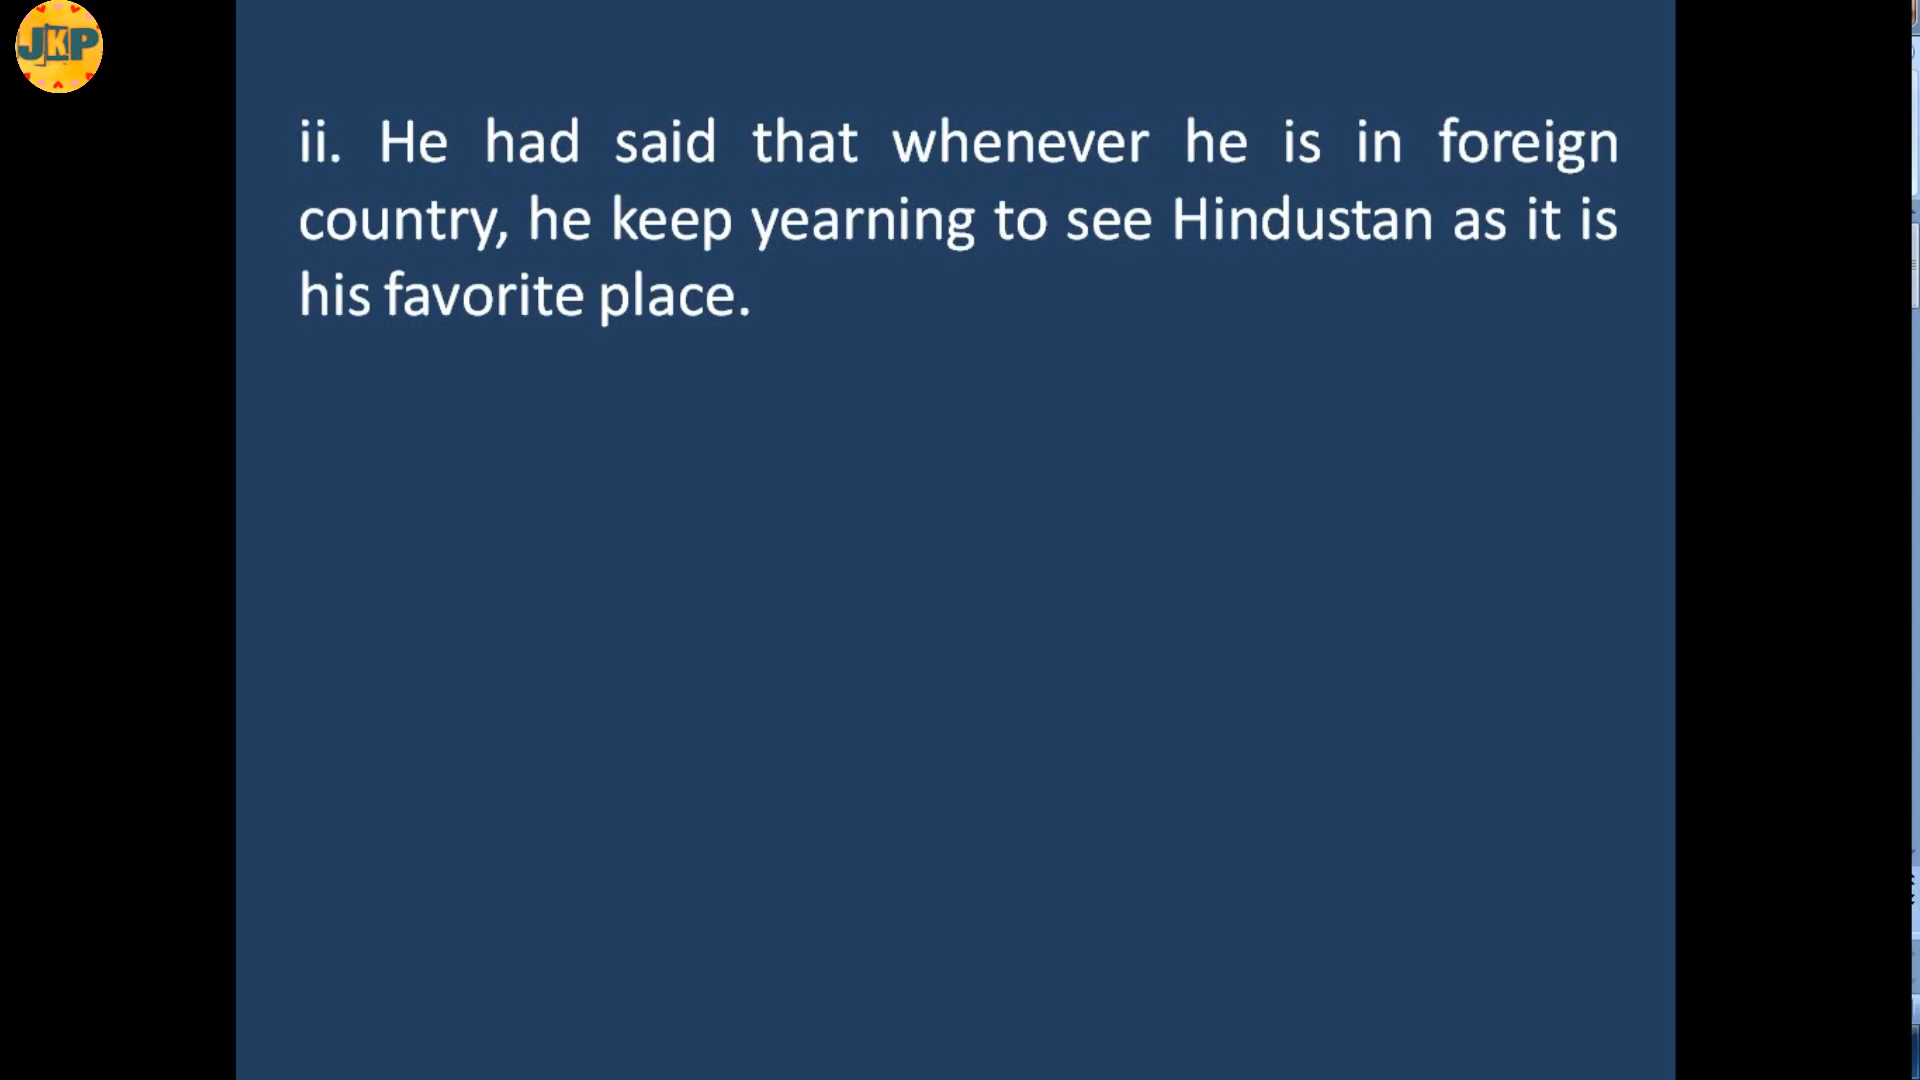 JKP
ii. He had said that whenever he is in foreign
country, he keep yearning to see Hindustan as it is
his favorite place.